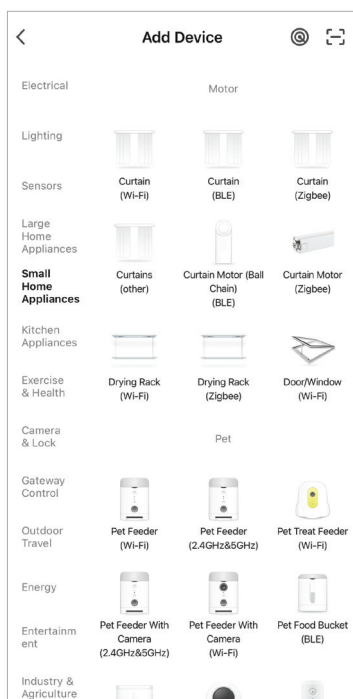 Add Device
Electrical
Lighting
Sensors
Large
Home
Appliances
Small
Home
Appliances
Kitchen
Appliances
Exercise
& Health
Camera
& Lock
Gateway
Control
Outdoor
Travel
Energy
Entertainm
ent
Industry &
Agriculture
Motor
Curtain
(Wi-Fi)
Curtain
(BLE)
Curtain
(Zigbee)
Curtains
(other)
Curtain Motor (Ball
Chain)
(BLE)
Curtain Motor
(Zigbee)
Drying Rack
(Wi-Fi)
Drying Rack
(Zigbee)
Door/Window
(Wi-Fi)
Pet
Pet Feeder
(Wi-Fi)
Pet Feeder
(2.4GHz&5GHz)
Pet Treat Feeder
(Wi-Fi)
Pet Feeder With
Camera
(2.4GHz&5GHz)
Pet Feeder With
Camera
(Wi-Fi)
Pet Food Bucket
(BLE)